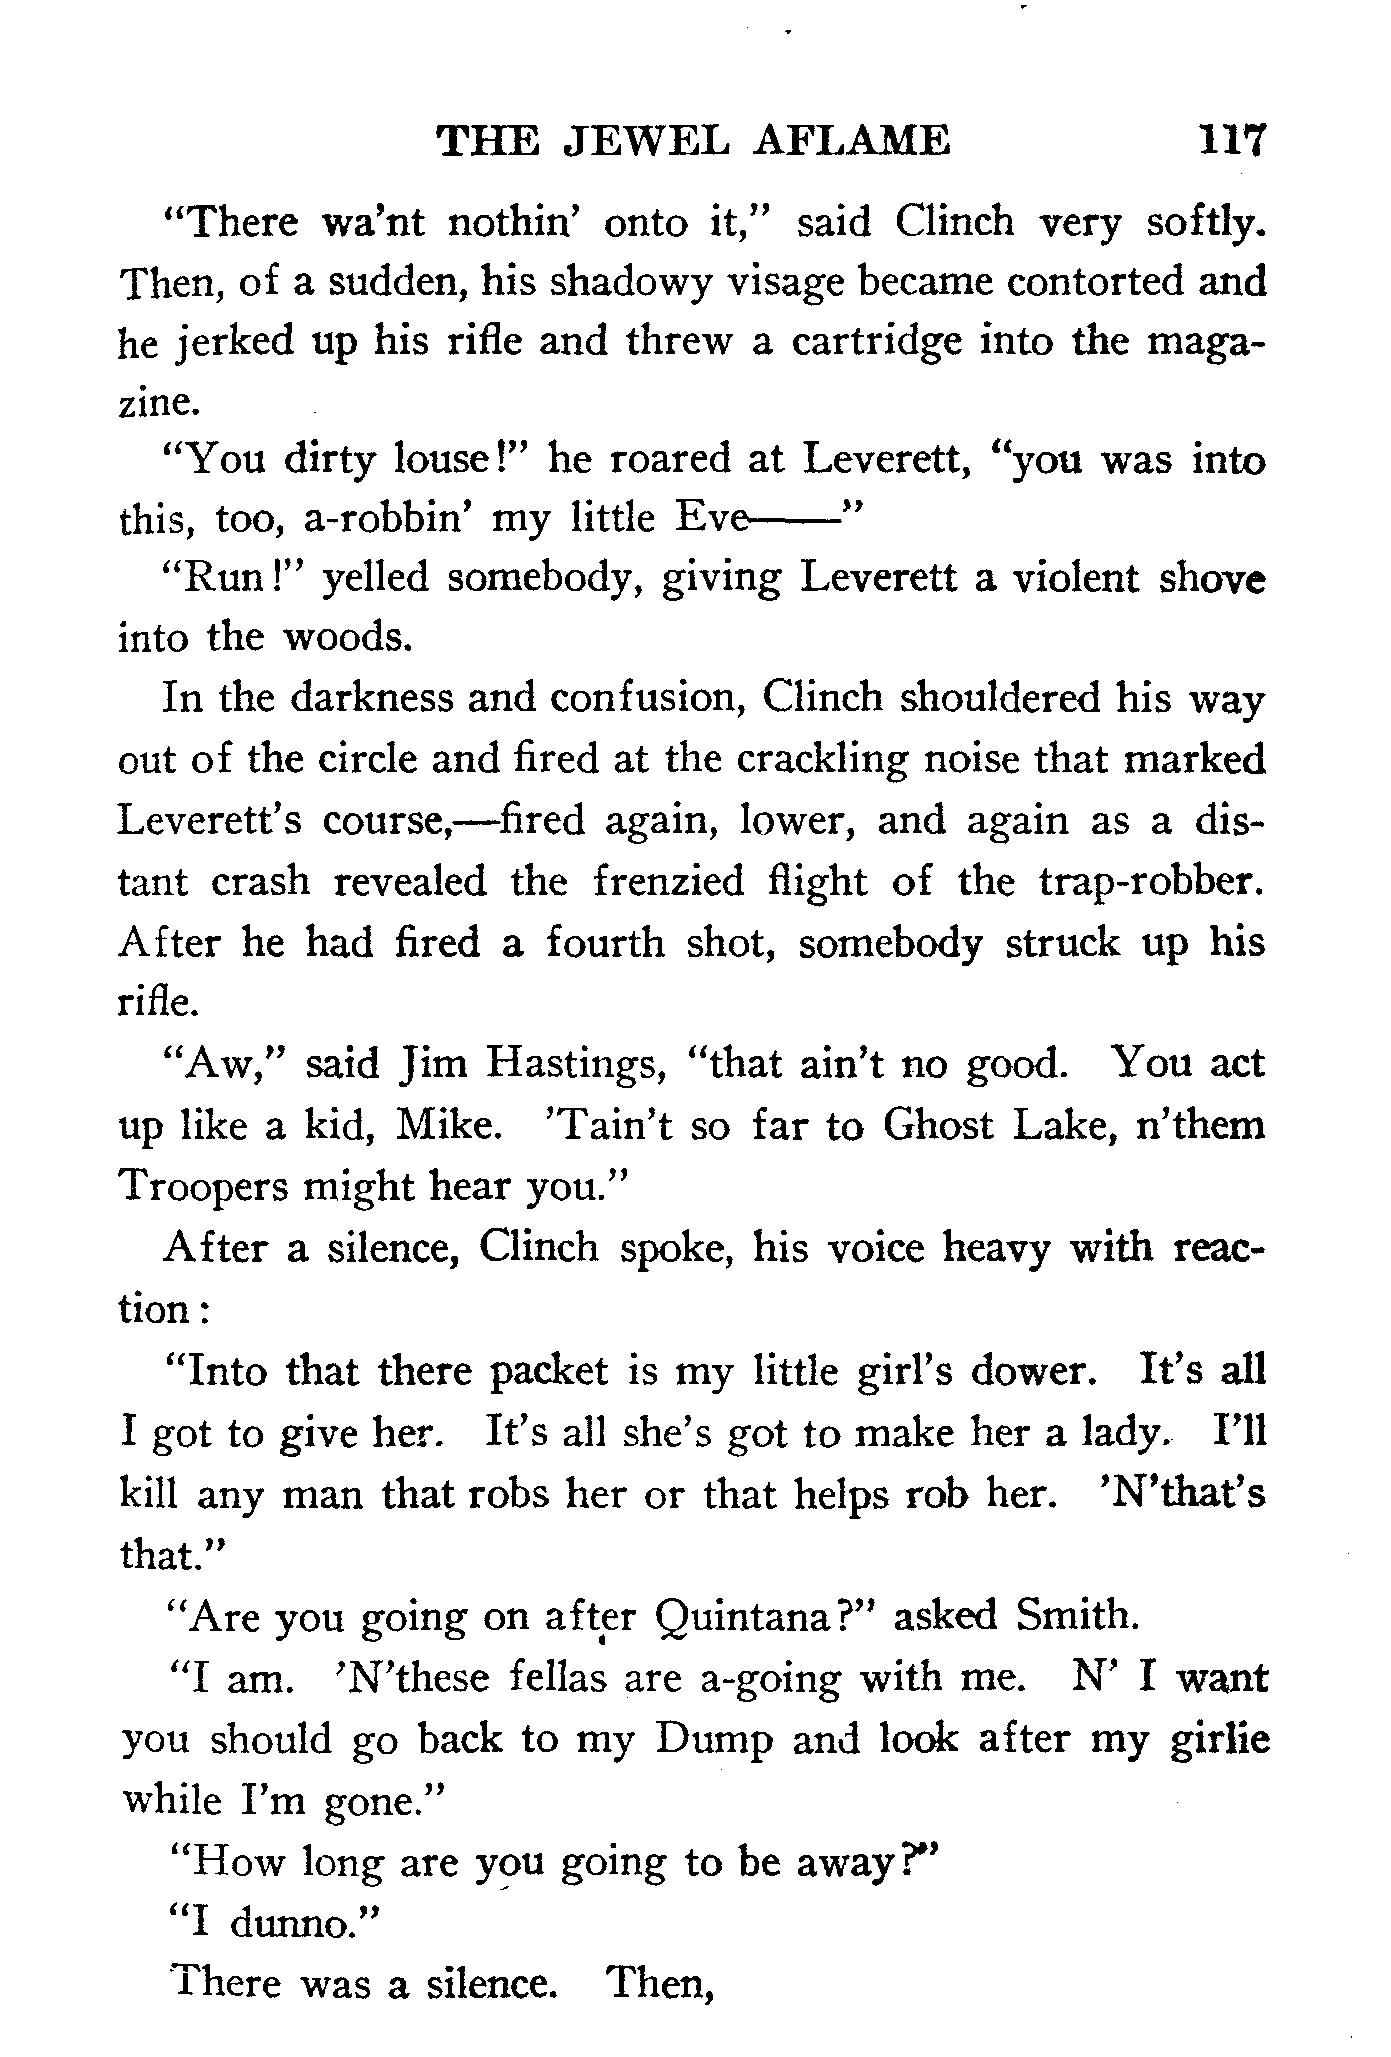 THE JEWEL AFLAME 117
“There wa’nt nothin’ onto it,” said Clinch very softly.
Then, of a sudden, his shadowy visage became contorted and
he jerked up his rifle and threw a cartridge into the maga-
zine.
“You dirty louse!” he roared at Leverett, “you was into
this, too, a-robbin’ my little Eve——”
“Run!” yelled somebody, giving Leverett a violent shove
into the woods.
In the darkness and confusion, Clinch shouldered his way
out of the circle and fired at the crackling noise that marked
Leverett’s course,—fired again, lower, and again as a dis-
tant crash revealed the frenzied flight of the trap-robber.
After he had fired a fourth shot, somebody struck up his
rifle.
“Aw,” said Jim Hastings, “that ain’t no good. You act
up like a kid, Mike. ’Tain’t so far to Ghost Lake, n’them
Troopers might hear you.”
After a silence, Clinch spoke, his voice heavy with reac-
tion:
“Into that there packet is my little girl’s dower. It’s all
I got to give her. It’s all she’s got to make her a lady. I’ll
kill any man that robs her or that helps rob her. ’N’that’s
that.”
“Are you going on after Quintana?” asked Smith.
“I am. ’N’these fellas are a-going with me. N’ I want
you should go back to my Dump and look after my girlie
while I’m gone.”
“How long are you going to be away?”
“I dunno.”
There was a silence. Then,